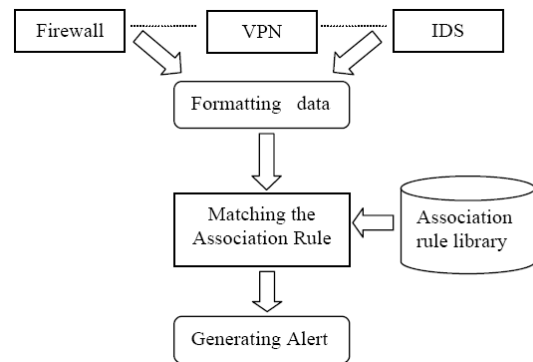 Firewall
VPN
IDS
Formatting data
Matching the
Association Rule
Association
rule library
Generating Alert